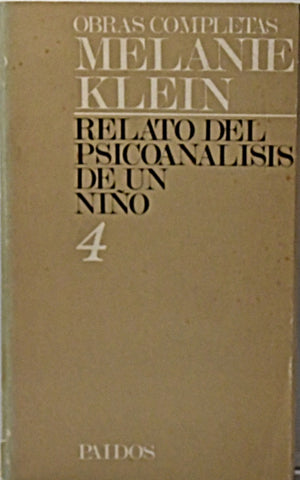 OBRAS COMPLETAS
MELANIE
KLEIN
RELATO DEL
PSICOANALISIS
DE UN
NIÑO
4
PAIDOS